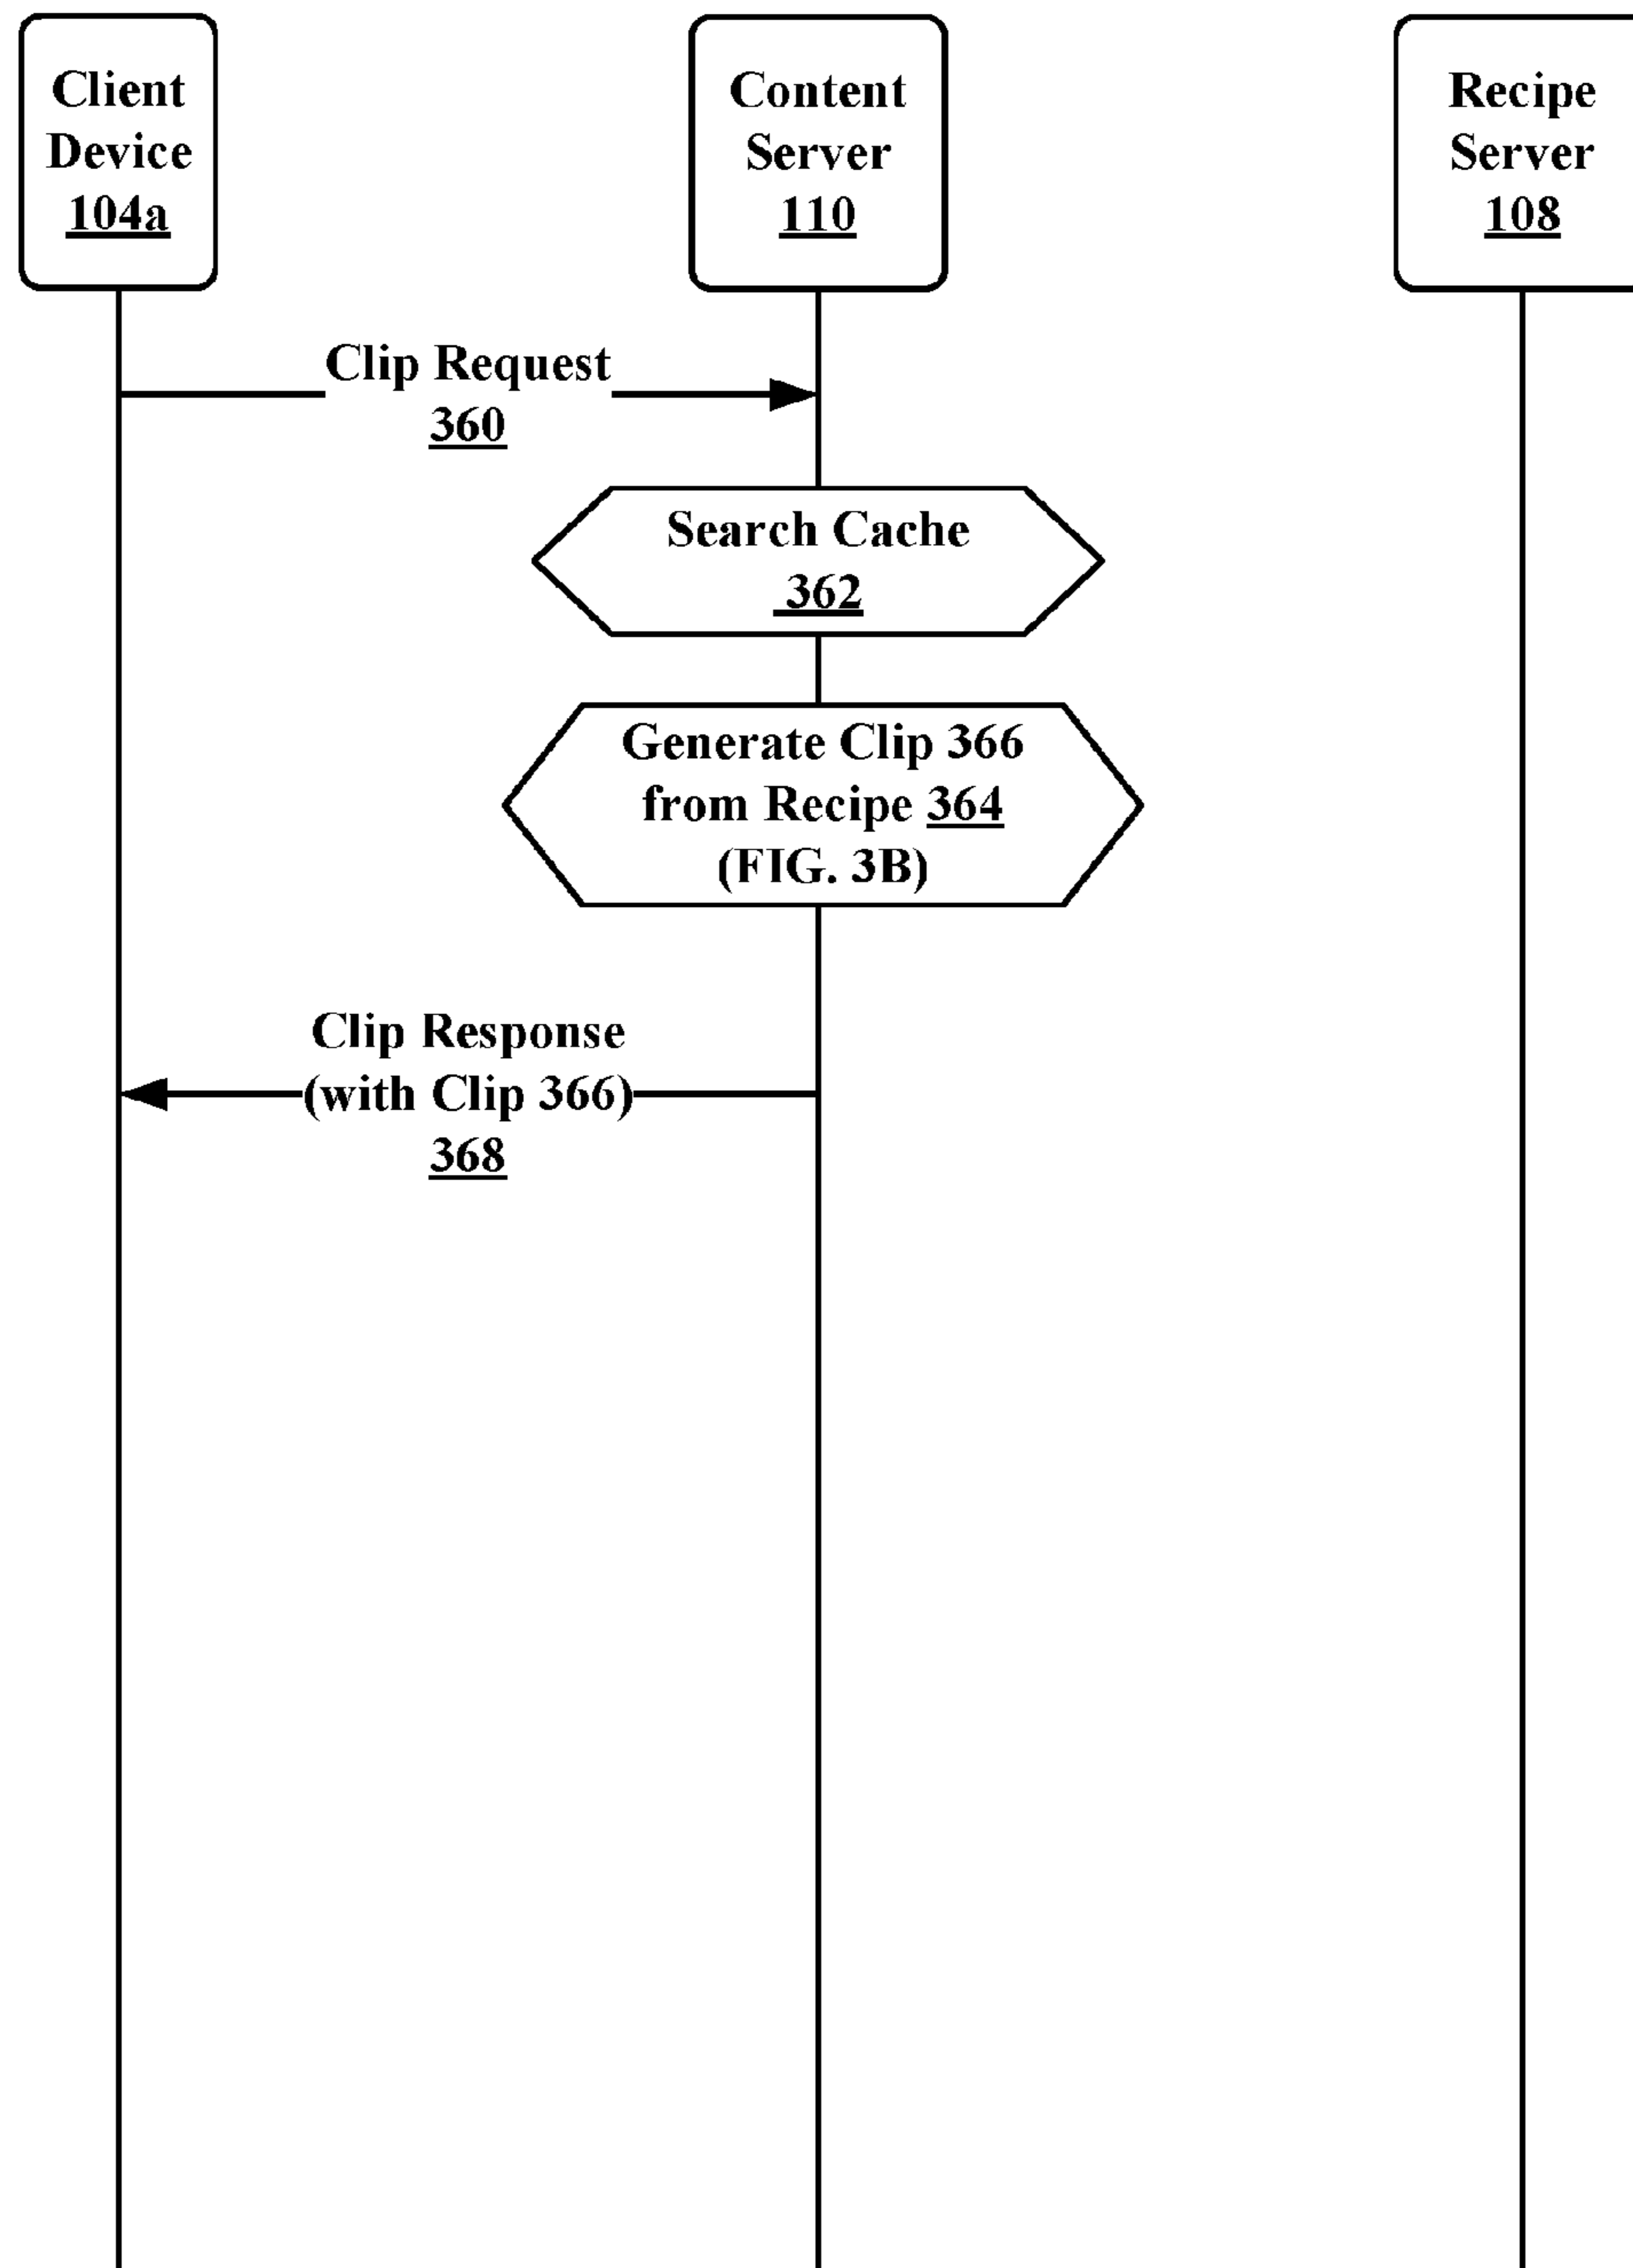 Client
Device
104a
Content
Server
110
Recipe
Server
108
Clip Request
360
Search Cache
362
Generate Clip 366
from Recipe 364
(FIG. 3B)
Clip Response
(with Clip 366)
368